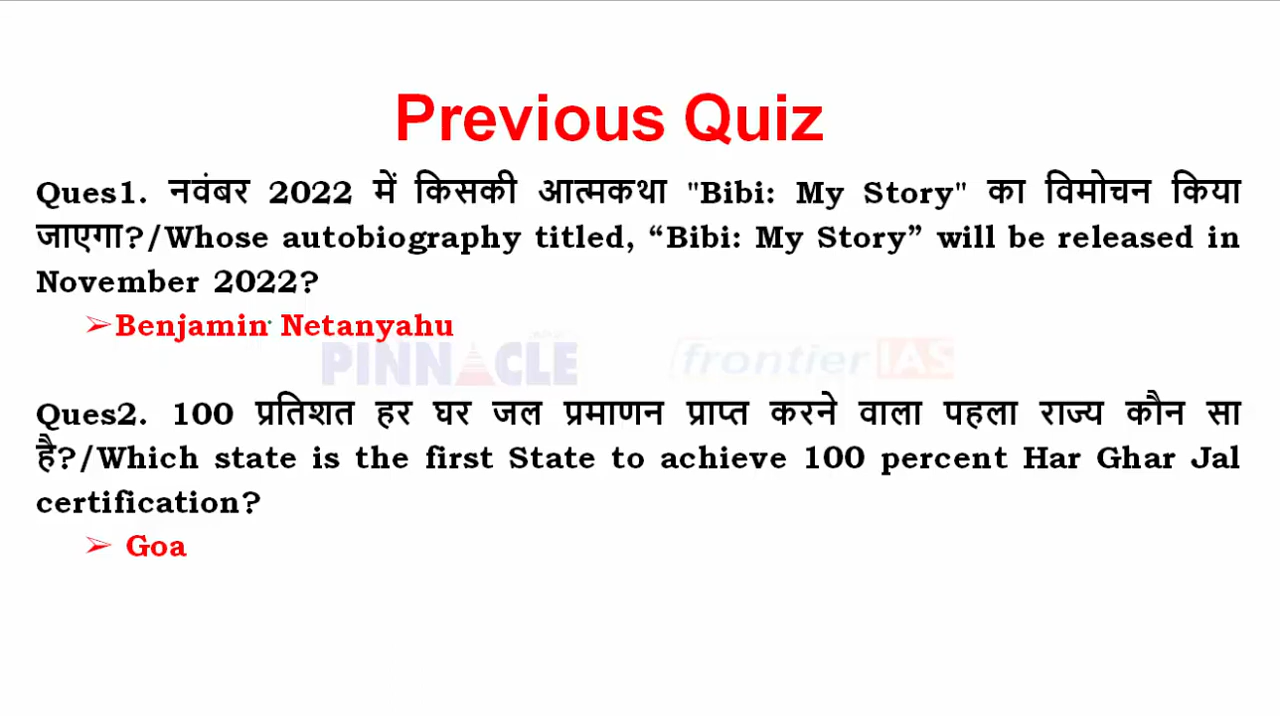 Previous Quiz
Ques1. नवंबर 2022 में किसकी आत्मकथा "Bibi: My Story" का विमोचन किया
जाएगा?/Whose autobiography titled, “Bibi: My Story” will be released in
November 2022?
➢Benjamin Netanyahu
PINNACLE frontier IAS
Ques2. 100 प्रतिशत हर घर जल प्रमाणन प्राप्त करने वाला पहला राज्य कौन सा
है?/Which state is the first State to achieve 100 percent Har Ghar Jal
certification?
➢ Goa